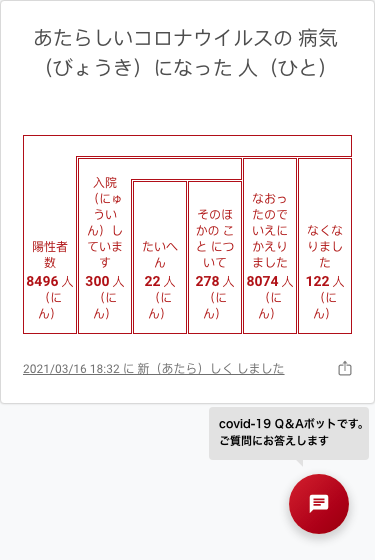 あたらしいコロナウイルスの 病気
（びょうき）になった 人（ひと）
陽性者
数
8496 人
（に
ん）
入院
（にゅ
うい
ん）し
ていま
す
300 人
（に
ん）
たいへ
ん
22 人
（に
ん）
そのほ
かの こ
と につ
いて
278 人
（に
ん）
なおっ
たので
いえに
かえり
ました
8074 人
（に
ん）
なくな
りまし
た
122 人
（に
ん）
2021/03/16 18:32 に 新（あたら）しく しました
covid-19 Q＆Aボットです。
ご質問にお答えします